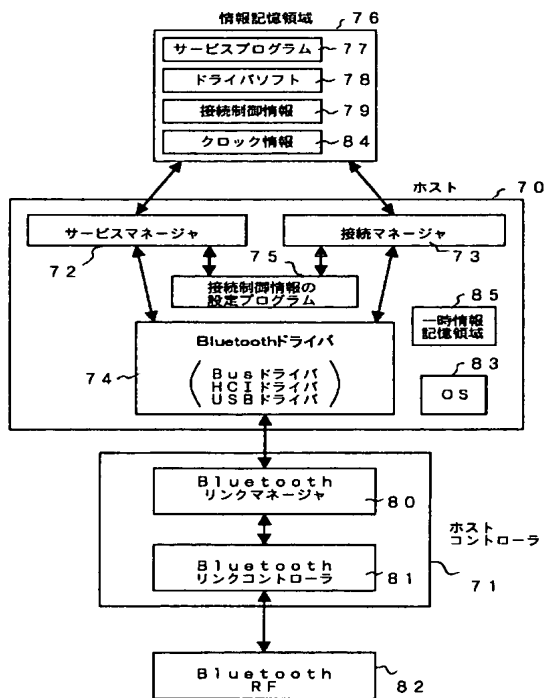 情報記憶領域
76
サービスプログラム
77
ドライバソフト
78
接続制御情報
79
クロック情報
84
ホスト
70
サービスマネージャ
72
接続マネージャ
73
75
接続制御情報の
設定プログラム
85
一時情報
記憶領域
Bluetoothドライバ
74
Busドライバ
HCIドライバ
USBドライバ
83
OS
Bluetooth
リンクマネージャ
80
ホスト
コントローラ
71
Bluetooth
リンクコントローラ
81
Bluetooth
RF
82